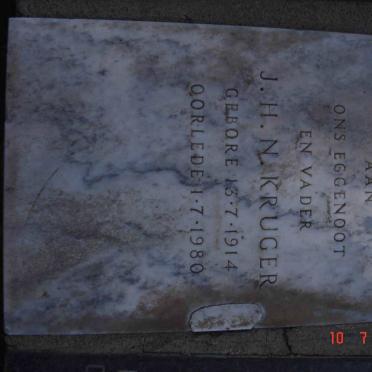 AAN
ONS EGGENOOT
EN VADER
J. H. N. KRUGER
GEBORE 13·7·1914
OORLEDE 1·7·1980
10 7